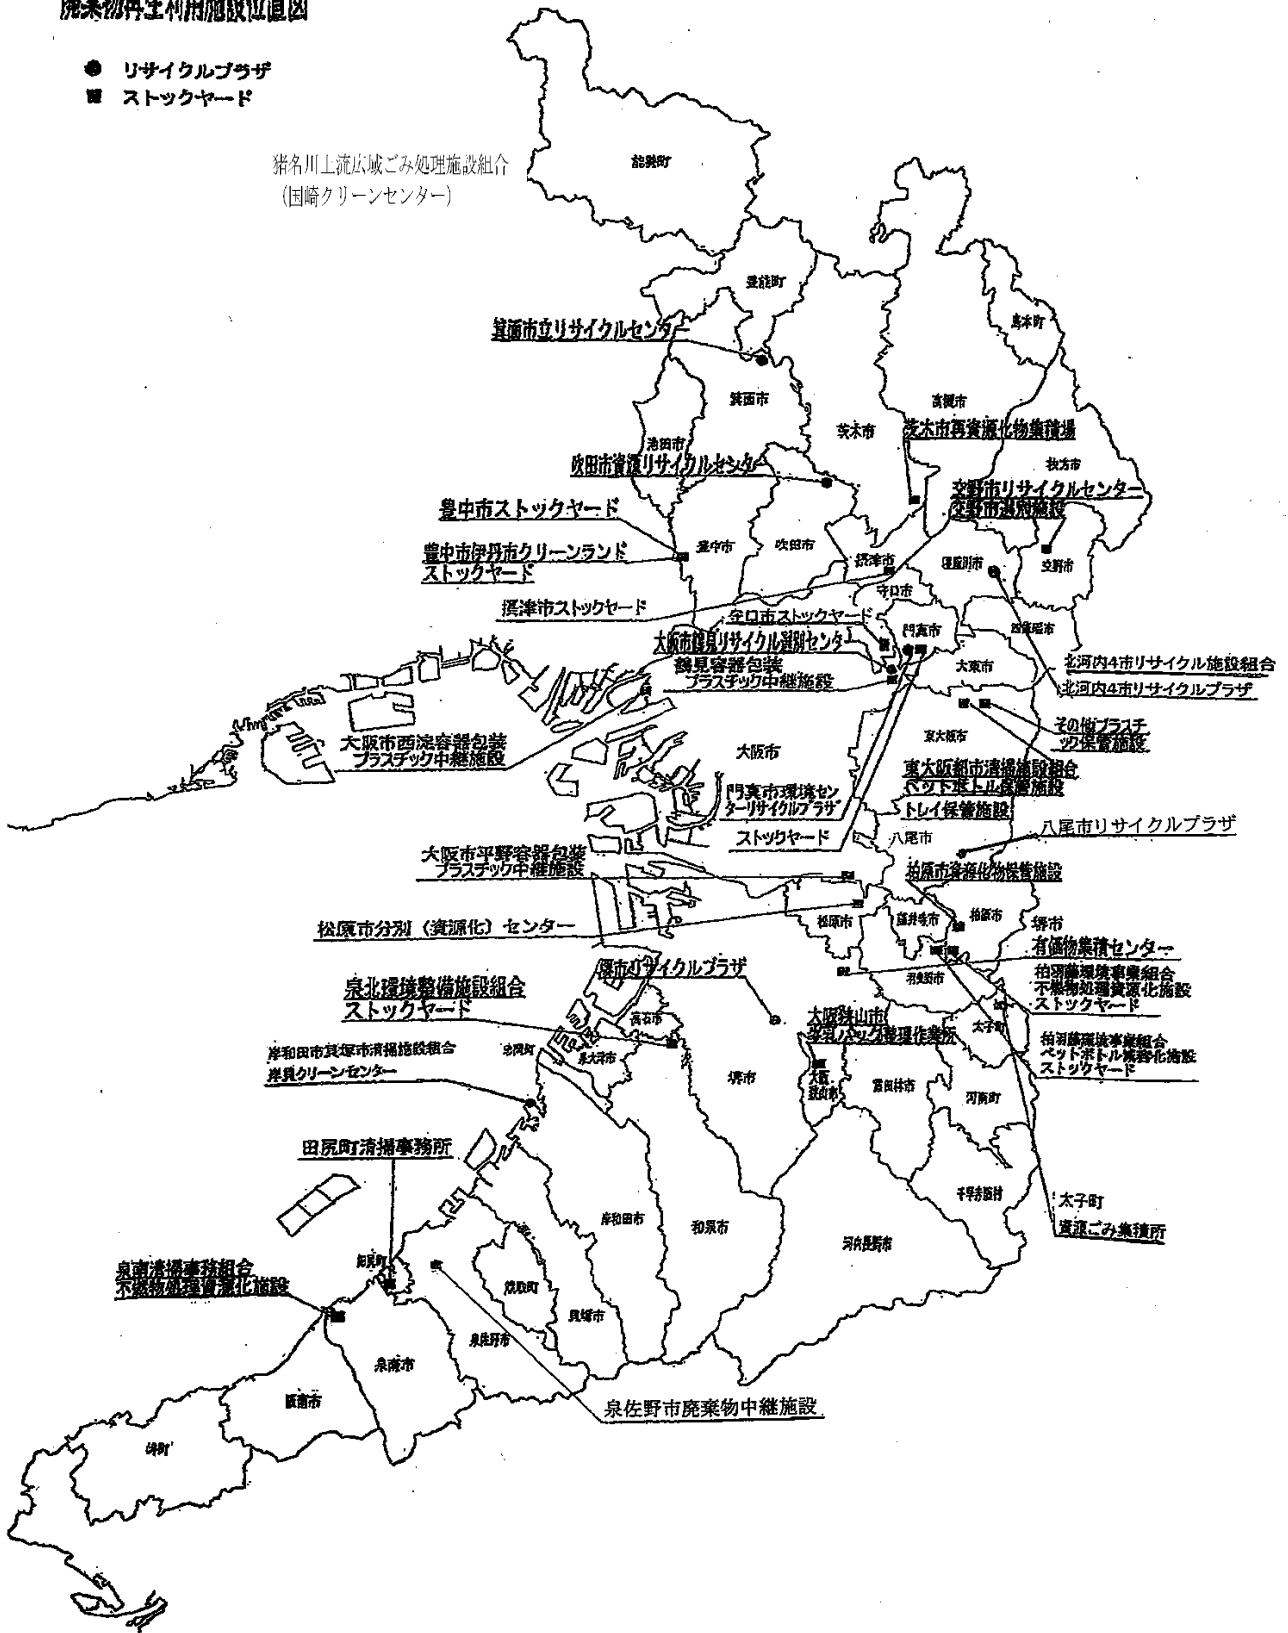 廃棄物再生利用施設位置図
● リサイクルプラザ
■ ストックヤード
猪名川上流広域ごみ処理施設組合
（国崎クリーンセンター）
能勢町
豊能町
島本町
箕面市立リサイクルセンター
箕面市
高槻市
池田市
茨木市
茨木市再資源化物集積場
吹田市資源リサイクルセンター
枚方市
交野市リサイクルセンター
交野市選別施設
豊中市ストックヤード
豊中市伊丹市クリーンランド
ストックヤード
豊中市
吹田市
摂津市
寝屋川市
交野市
摂津市ストックヤード
守口市
守口市ストックヤード
門真市
四條畷市
大阪市鶴見リサイクル選別センター
鶴見容器包装
プラスチック中継施設
大東市
北河内4市リサイクル施設組合
北河内4市リサイクルプラザ
その他プラスチ
ック保管施設
大阪市西淀容器包装
プラスチック中継施設
大阪市
東大阪市
東大阪都市清掃施設組合
ペットボトル保管施設
トレイ保管施設
門真市環境セン
ターリサイクルプラザ
ストックヤード
八尾市
八尾市リサイクルプラザ
大阪市平野容器包装
プラスチック中継施設
柏原市資源化物保管施設
松原市分別（資源化）センター
松原市
藤井寺市
柏原市
堺市
有価物集積センター
堺市リサイクルプラザ
羽曳野市
柏羽藤環境事業組合
不燃物処理資源化施設
ストックヤード
泉北環境整備施設組合
ストックヤード
高石市
大阪狭山市
牛乳パック整理作業所
太子町
柏羽藤環境事業組合
ペットボトル減容化施設
ストックヤード
岸和田市貝塚市清掃施設組合
岸貝クリーンセンター
忠岡町
泉大津市
堺市
大阪
狭山市
富田林市
河南町
田尻町清掃事務所
千早赤阪村
太子町
資源ごみ集積所
岸和田市
和泉市
河内長野市
泉南清掃事務組合
不燃物処理資源化施設
田尻町
熊取町
貝塚市
泉佐野市
泉南市
阪南市
泉佐野市廃棄物中継施設
岬町